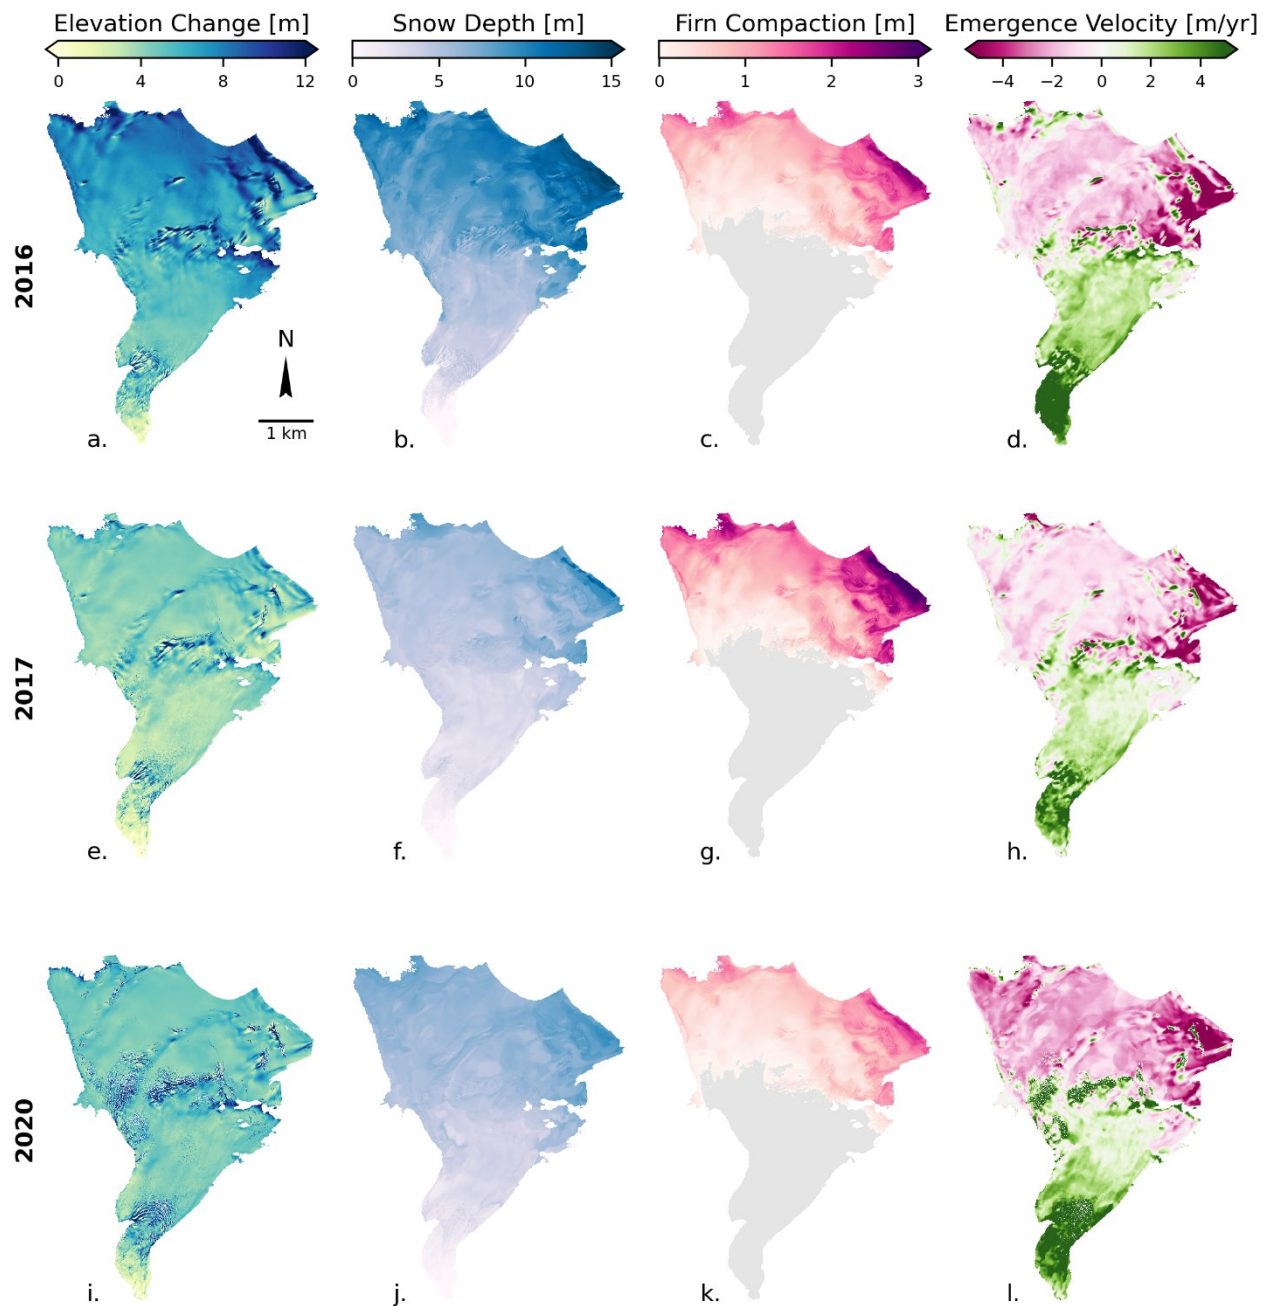 Elevation Change [m] Snow Depth [m] Firn Compaction [m] Emergence Velocity [m/yr]
0 4 8 12 0 5 10 15 0 1 2 3 −4 −2 0 2 4
2016
N
1 km
a. b. c. d.
2017
e. f. g. h.
2020
i. j. k. l.